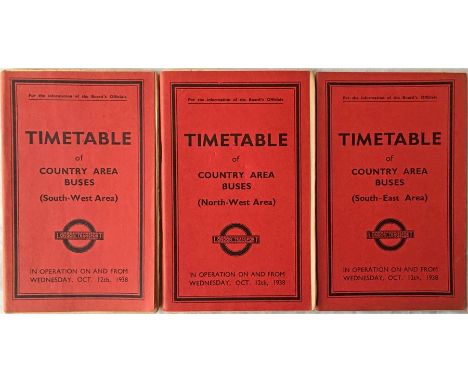 For the information of the Board's Officials
TIMETABLE
of
COUNTRY AREA
BUSES
(South-West Area)
LONDON TRANSPORT
IN OPERATION ON AND FROM
WEDNESDAY, OCT. 12th, 1938
For the information of the Board's Officials
TIMETABLE
of
COUNTRY AREA
BUSES
(North-West Area)
LONDON TRANSPORT
IN OPERATION ON AND FROM
WEDNESDAY, OCT. 12th, 1938
For the information of the Board's Officials
TIMETABLE
of
COUNTRY AREA
BUSES
(South-East Area)
LONDON TRANSPORT
IN OPERATION ON AND FROM
WEDNESDAY, OCT. 12th, 1938